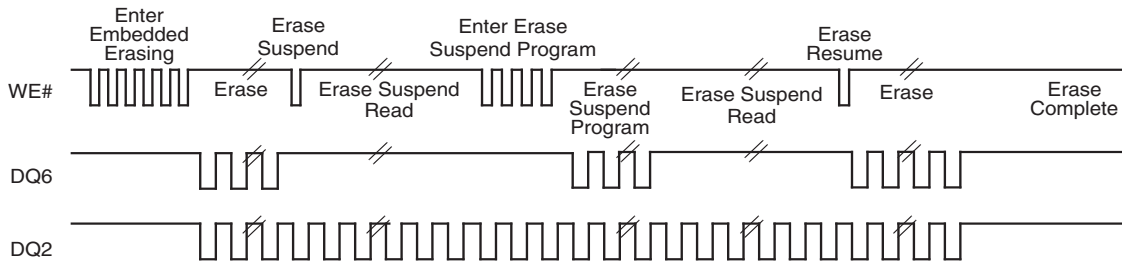 Enter
Embedded
Erasing
Erase
Suspend
Enter Erase
Suspend Program
Erase
Resume
WE#
Erase
Erase Suspend
Read
Erase
Suspend
Program
Erase Suspend
Read
Erase
Erase
Complete
DQ6
DQ2